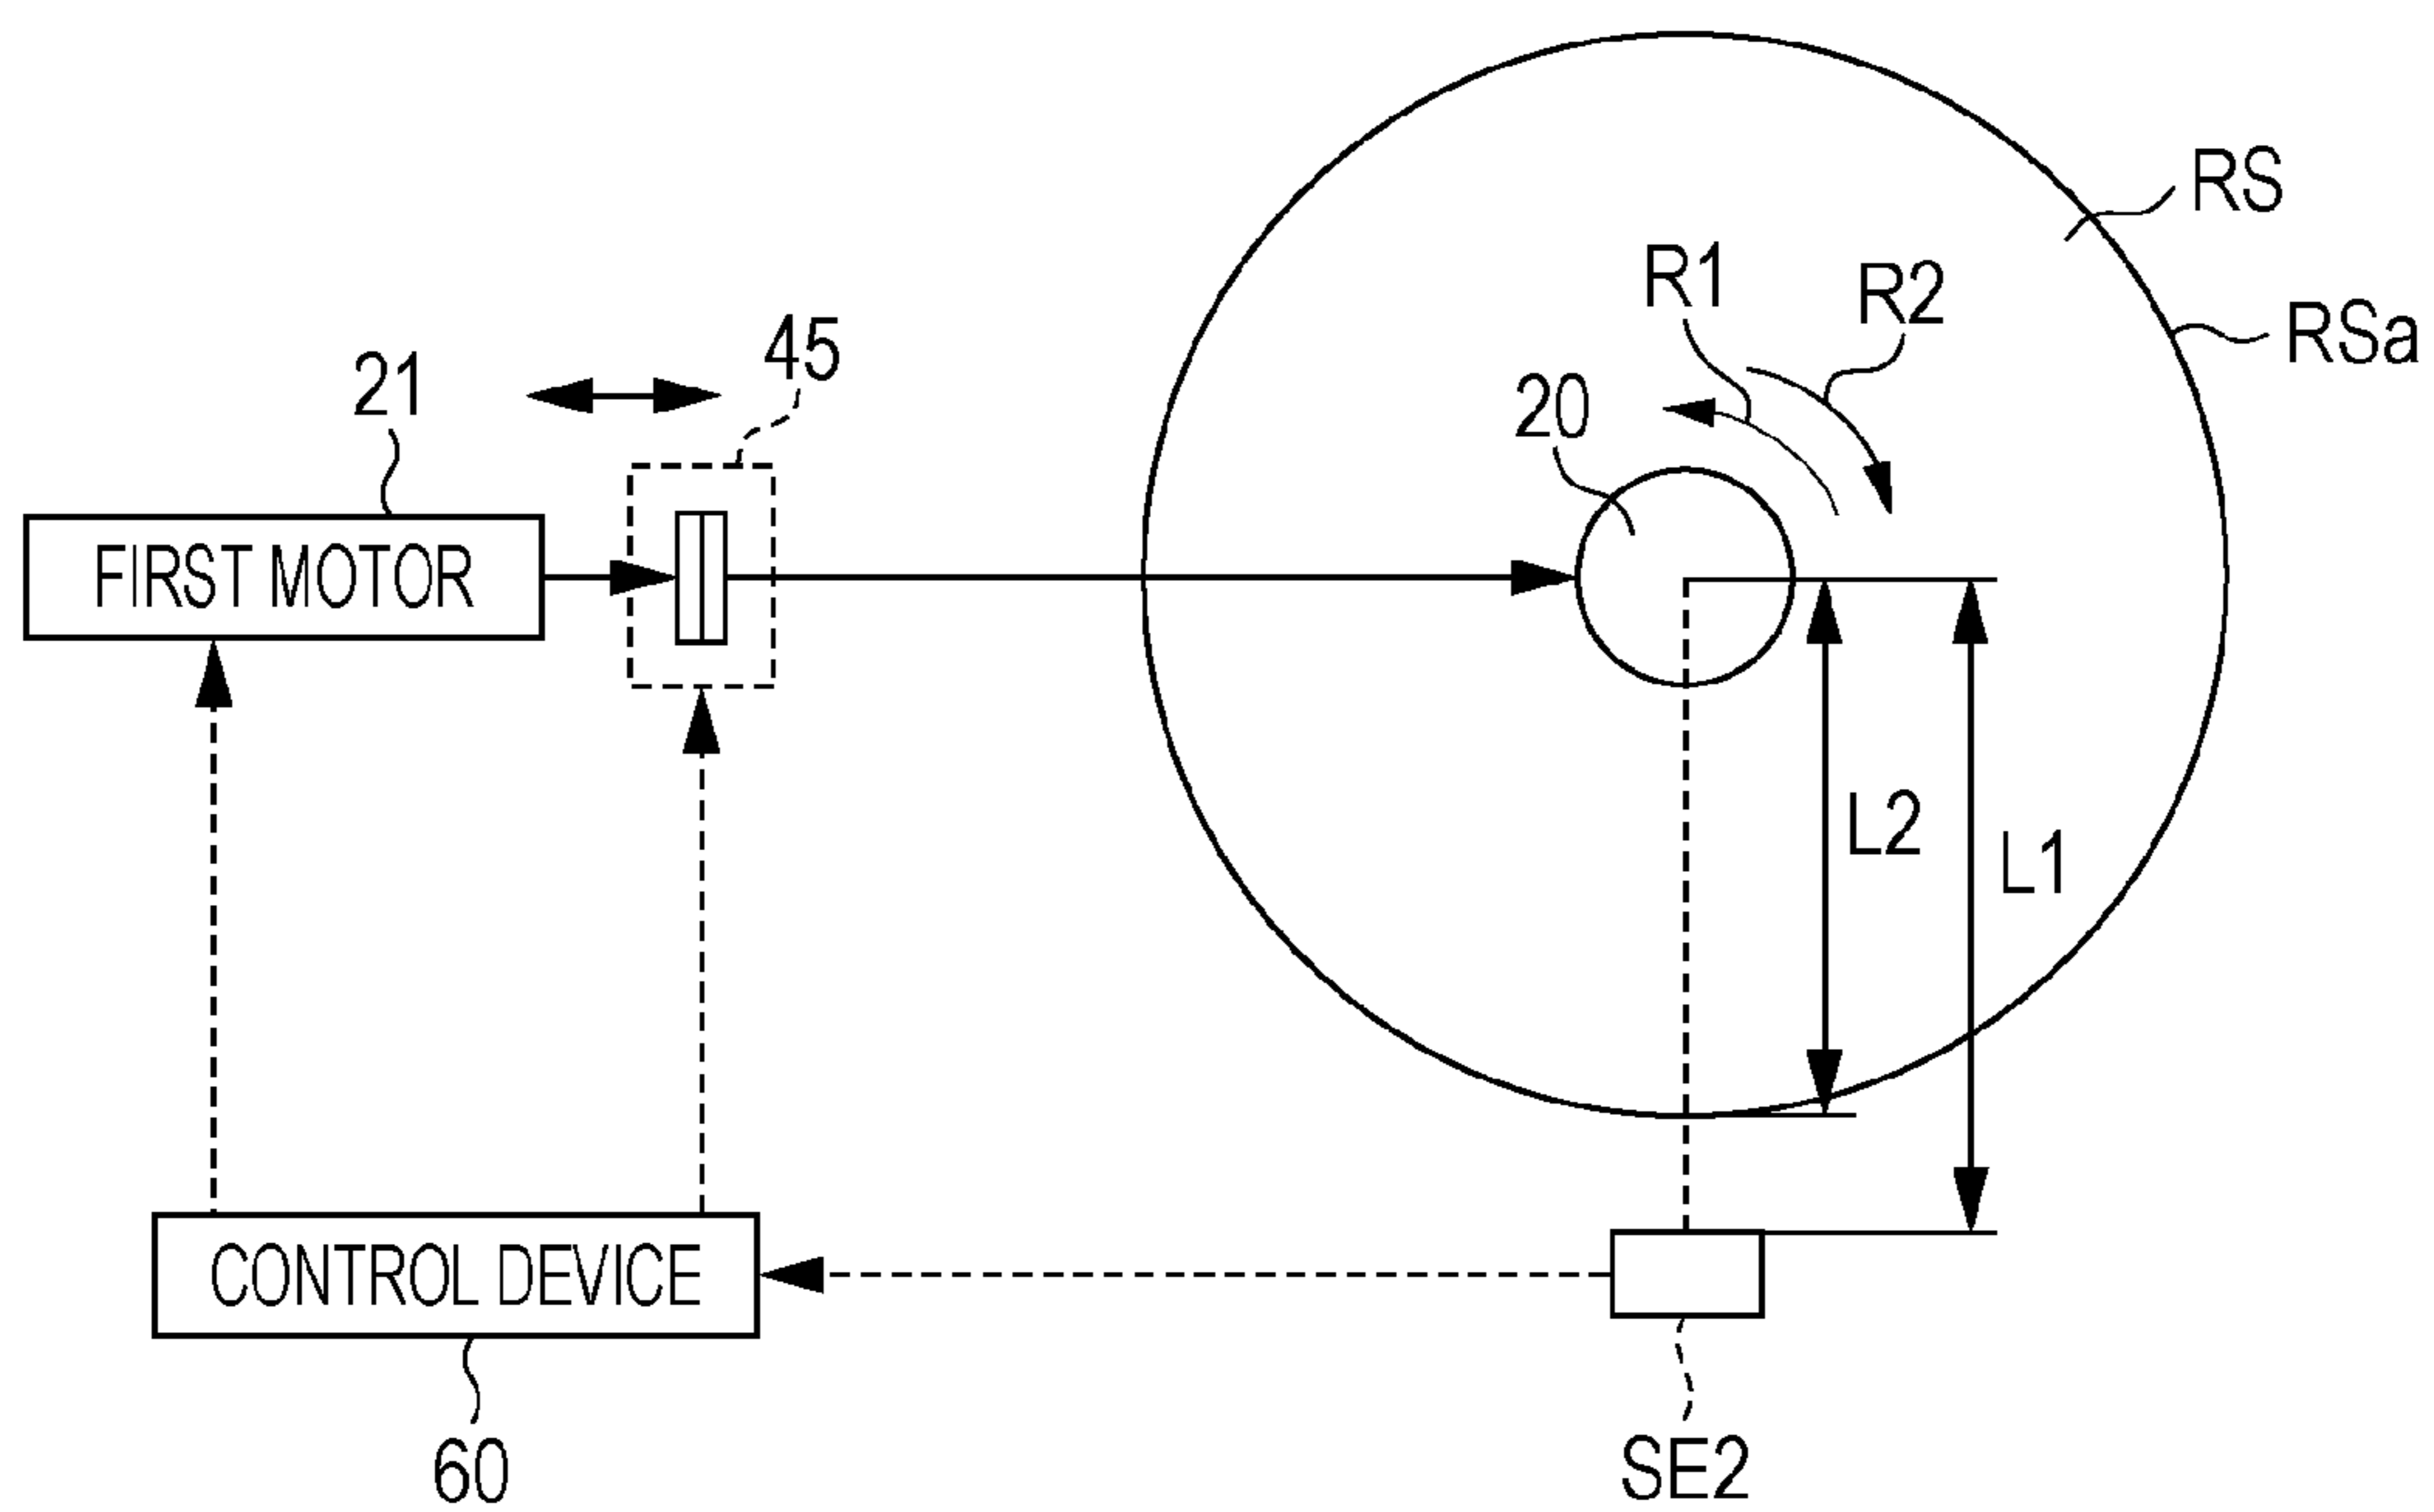 RS
R1
R2
RSa
45
21
20
FIRST MOTOR
L2
L1
CONTROL DEVICE
60
SE2